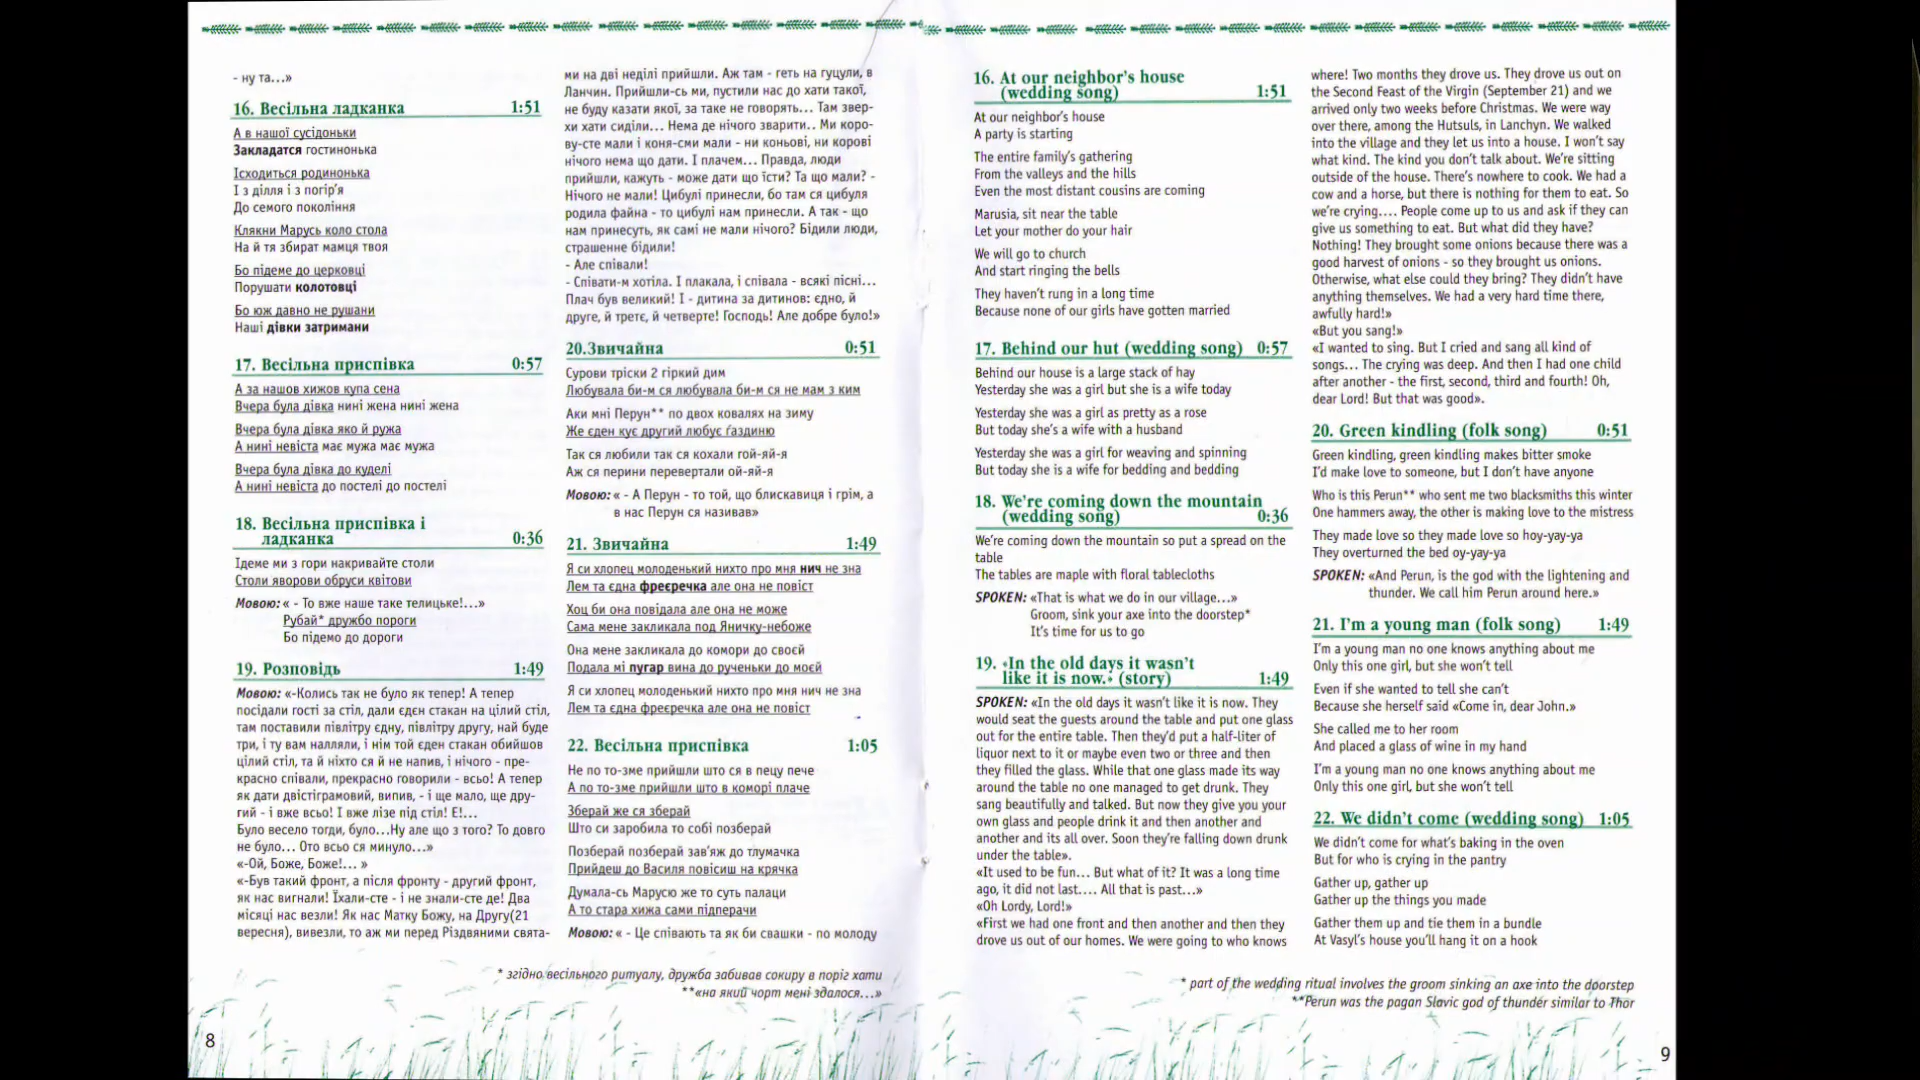 - ну та...»
16. Весільна ладканка 1:51
А в нашої сусідоньки
Закладатся гостинонька
Ісходиться родинонька
І з ділля і з погір'я
До семого покоління
Клякни Марусь коло стола
На й тя збират мамця твоя
Бо підеме до церковці
Порушати колотовці
Бо юж давно не рушани
Наші дівки затримани
17. Весільна приспівка 0:57
А за нашов хижов купа сена
Вчера була дівка нині жена нині жена
Вчера була дівка яко й ружа
А нині невіста має мужа має мужа
Вчера була дівка до куделі
А нині невіста до постелі до постелі
18. Весільна приспівка і
ладканка 0:36
Ідеме ми з гори накривайте столи
Столи яворови обруси квітови
Мовою: « - То вже наше таке телицьке!...»
Рубай* дружбо пороги
Бо підемо до дороги
19. Розповідь 1:49
Мовою: «-Колись так не було як тепер! А тепер
посідали гості за стіл, дали єдєн стакан на цілий стіл,
там поставили півлітру єдну, півлітру другу, най буде
три, і ту вам налляли, і нім той єден стакан обийшов
цілий стіл, та й ніхто ся й не напив, і нічого - пре-
красно співали, прекрасно говорили - всьо! А тепер
як дати двістіграмовий, випив, - і ще мало, ще дру-
гий - і вже всьо! І вже лізе під стіл! Е!...
Було весело тогди, було...Ну але що з того? То довго
не було... Ото всьо ся минуло...»
«-Ой, Боже, Боже!... »
«-Був такий фронт, а після фронту - другий фронт,
як нас вигнали! Їхали-сте - і не знали-сте де! Два
місяці нас везли! Як нас Матку Божу, на Другу(21
вересня), вивезли, то аж ми перед Різдвяними свята-
ми на дві неділі прийшли. Аж там - геть на гуцули, в
Ланчин. Прийшли-сь ми, пустили нас до хати такої,
не буду казати якої, за таке не говорять... Там звер-
хи хати сиділи... Нема де нічого зварити.. Ми коро-
ву-сте мали і коня-сми мали - ни коньові, ни корові
нічого нема що дати. І плачем... Правда, люди
прийшли, кажуть - може дати що їсти? Та що мали? -
Нічого не мали! Цибулі принесли, бо там ся цибуля
родила файна - то цибулі нам принесли. А так - що
нам принесуть, як самі не мали нічого? Бідили люди,
страшенне бідили!
- Але співали!
- Співати-м хотіла. І плакала, і співала - всякі пісні...
Плач був великий! І - дитина за дитинов: єдно, й
друге, й третє, й четверте! Господь! Але добре було!»
20.Звичайна 0:51
Сурови тріски 2 гіркий дим
Любувала би-м ся любувала би-м ся не мам з ким
Аки мні Перун** по двох ковалях на зиму
Же єден кує другий любує ґаздиню
Так ся любили так ся кохали гой-яй-я
Аж ся перини перевертали ой-яй-я
Мовою: « - А Перун - то той, що блискавиця і грім, а
в нас Перун ся називав»
21. Звичайна 1:49
Я си хлопец молоденький нихто про мня нич не зна
Лем та єдна фреєречка але она не повіст
Хоц би она повідала але она не може
Сама мене закликала под Яничку-небоже
Она мене закликала до комори до своєй
Подала мі пугар вина до рученьки до моєй
Я си хлопец молоденький нихто про мня нич не зна
Лем та єдна фреєречка але она не повіст
22. Весільна приспівка 1:05
Не по то-зме прийшли што ся в пецу пече
А по то-зме прийшли што в коморі плаче
Зберай же ся зберай
Што си заробила то собі позберай
Позберай позберай зав'яж до тлумачка
Прийдеш до Василя повісиш на крячка
Думала-сь Марусю же то суть палаци
А то стара хижа сами підперачи
Мовою: « - Це співають та як би свашки - по молоду
* згідно весільного ритуалу, дружба забивав сокиру в поріг хати
**«на який чорт мені здалося...»
8
16. At our neighbor's house
(wedding song) 1:51
At our neighbor's house
A party is starting
The entire family's gathering
From the valleys and the hills
Even the most distant cousins are coming
Marusia, sit near the table
Let your mother do your hair
We will go to church
And start ringing the bells
They haven't rung in a long time
Because none of our girls have gotten married
17. Behind our hut (wedding song) 0:57
Behind our house is a large stack of hay
Yesterday she was a girl but she is a wife today
Yesterday she was a girl as pretty as a rose
But today she's a wife with a husband
Yesterday she was a girl for weaving and spinning
But today she is a wife for bedding and bedding
18. We're coming down the mountain
(wedding song) 0:36
We're coming down the mountain so put a spread on the
table
The tables are maple with floral tablecloths
SPOKEN: «That is what we do in our village...»
Groom, sink your axe into the doorstep*
It's time for us to go
19. «In the old days it wasn't
like it is now.» (story) 1:49
SPOKEN: «In the old days it wasn't like it is now. They
would seat the guests around the table and put one glass
out for the entire table. Then they'd put a half-liter of
liquor next to it or maybe even two or three and then
they filled the glass. While that one glass made its way
around the table no one managed to get drunk. They
sang beautifully and talked. But now they give you your
own glass and people drink it and then another and
another and its all over. Soon they're falling down drunk
under the table».
«It used to be fun... But what of it? It was a long time
ago, it did not last.... All that is past...»
«Oh Lordy, Lord!»
«First we had one front and then another and then they
drove us out of our homes. We were going to who knows
where! Two months they drove us. They drove us out on
the Second Feast of the Virgin (September 21) and we
arrived only two weeks before Christmas. We were way
over there, among the Hutsuls, in Lanchyn. We walked
into the village and they let us into a house. I won't say
what kind. The kind you don't talk about. We're sitting
outside of the house. There's nowhere to cook. We had a
cow and a horse, but there is nothing for them to eat. So
we're crying.... People come up to us and ask if they can
give us something to eat. But what did they have?
Nothing! They brought some onions because there was a
good harvest of onions - so they brought us onions.
Otherwise, what else could they bring? They didn't have
anything themselves. We had a very hard time there,
awfully hard!»
«But you sang!»
«I wanted to sing. But I cried and sang all kind of
songs... The crying was deep. And then I had one child
after another - the first, second, third and fourth! Oh,
dear Lord! But that was good».
20. Green kindling (folk song) 0:51
Green kindling, green kindling makes bitter smoke
I'd make love to someone, but I don't have anyone
Who is this Perun** who sent me two blacksmiths this winter
One hammers away, the other is making love to the mistress
They made love so they made love so hoy-yay-ya
They overturned the bed oy-yay-ya
SPOKEN: «And Perun, is the god with the lightening and
thunder. We call him Perun around here.»
21. I'm a young man (folk song) 1:49
I'm a young man no one knows anything about me
Only this one girl, but she won't tell
Even if she wanted to tell she can't
Because she herself said «Come in, dear John.»
She called me to her room
And placed a glass of wine in my hand
I'm a young man no one knows anything about me
Only this one girl, but she won't tell
22. We didn't come (wedding song) 1:05
We didn't come for what's baking in the oven
But for who is crying in the pantry
Gather up, gather up
Gather up the things you made
Gather them up and tie them in a bundle
At Vasyl's house you'll hang it on a hook
* part of the wedding ritual involves the groom sinking an axe into the doorstep
**Perun was the pagan Slavic god of thunder similar to Thor
9